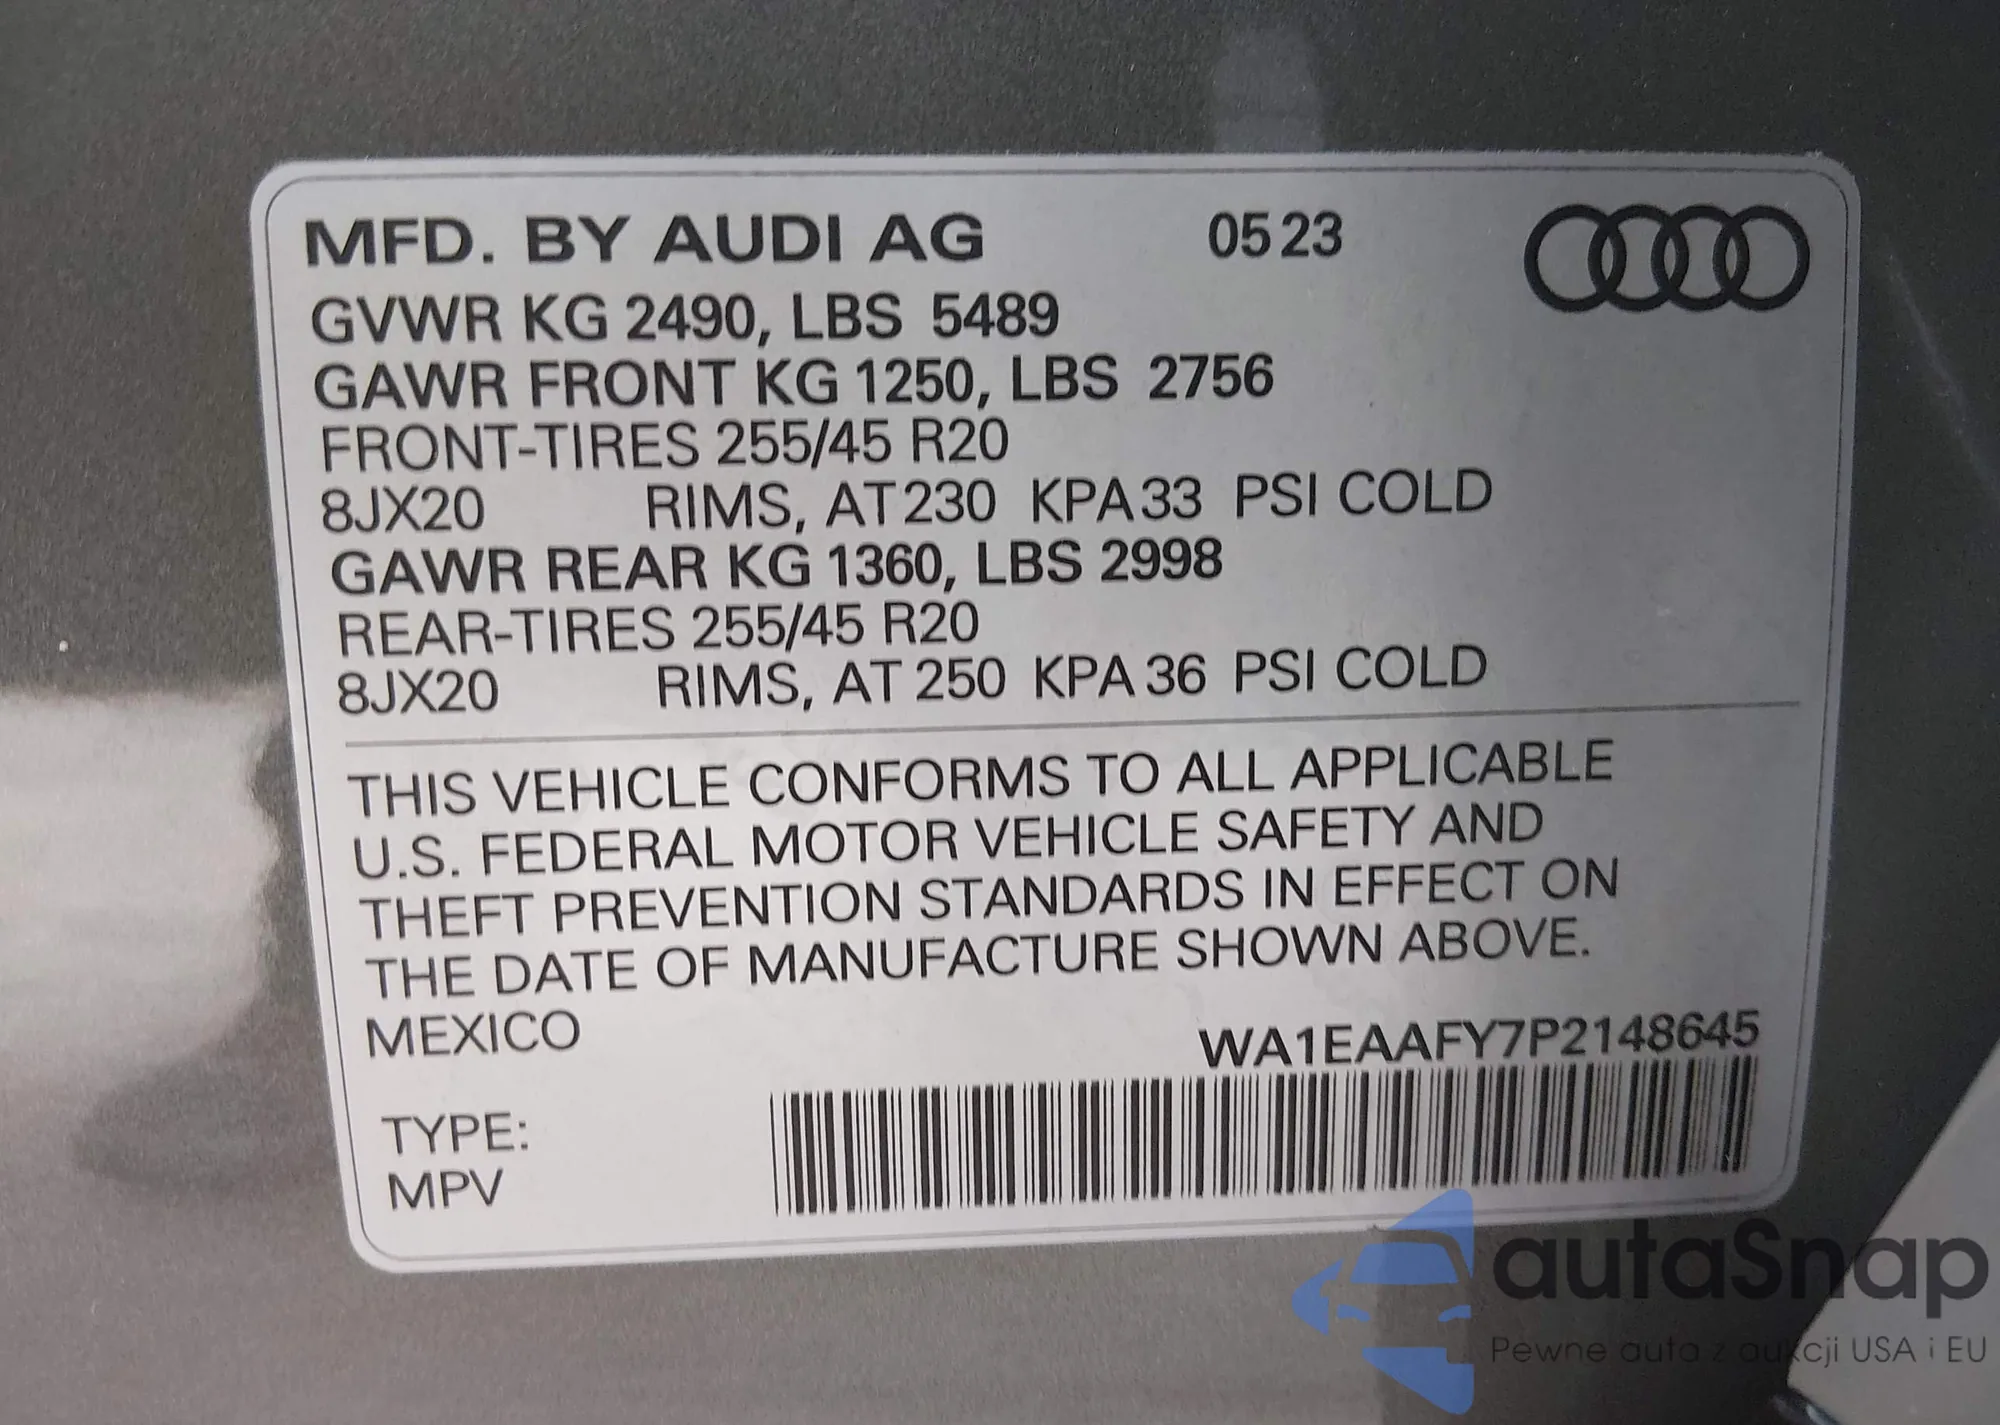 MFD. BY AUDI AG 05 23
GVWR KG 2490, LBS 5489
GAWR FRONT KG 1250, LBS 2756
FRONT-TIRES 255/45 R20
8JX20 RIMS, AT 230 KPA 33 PSI COLD
GAWR REAR KG 1360, LBS 2998
REAR-TIRES 255/45 R20
8JX20 RIMS, AT 250 KPA 36 PSI COLD
THIS VEHICLE CONFORMS TO ALL APPLICABLE
U.S. FEDERAL MOTOR VEHICLE SAFETY AND
THEFT PREVENTION STANDARDS IN EFFECT ON
THE DATE OF MANUFACTURE SHOWN ABOVE.
MEXICO WA1EAAFY7P2148645
TYPE:
MPV
autaSnap
Pewne auta z aukcji USA i EU